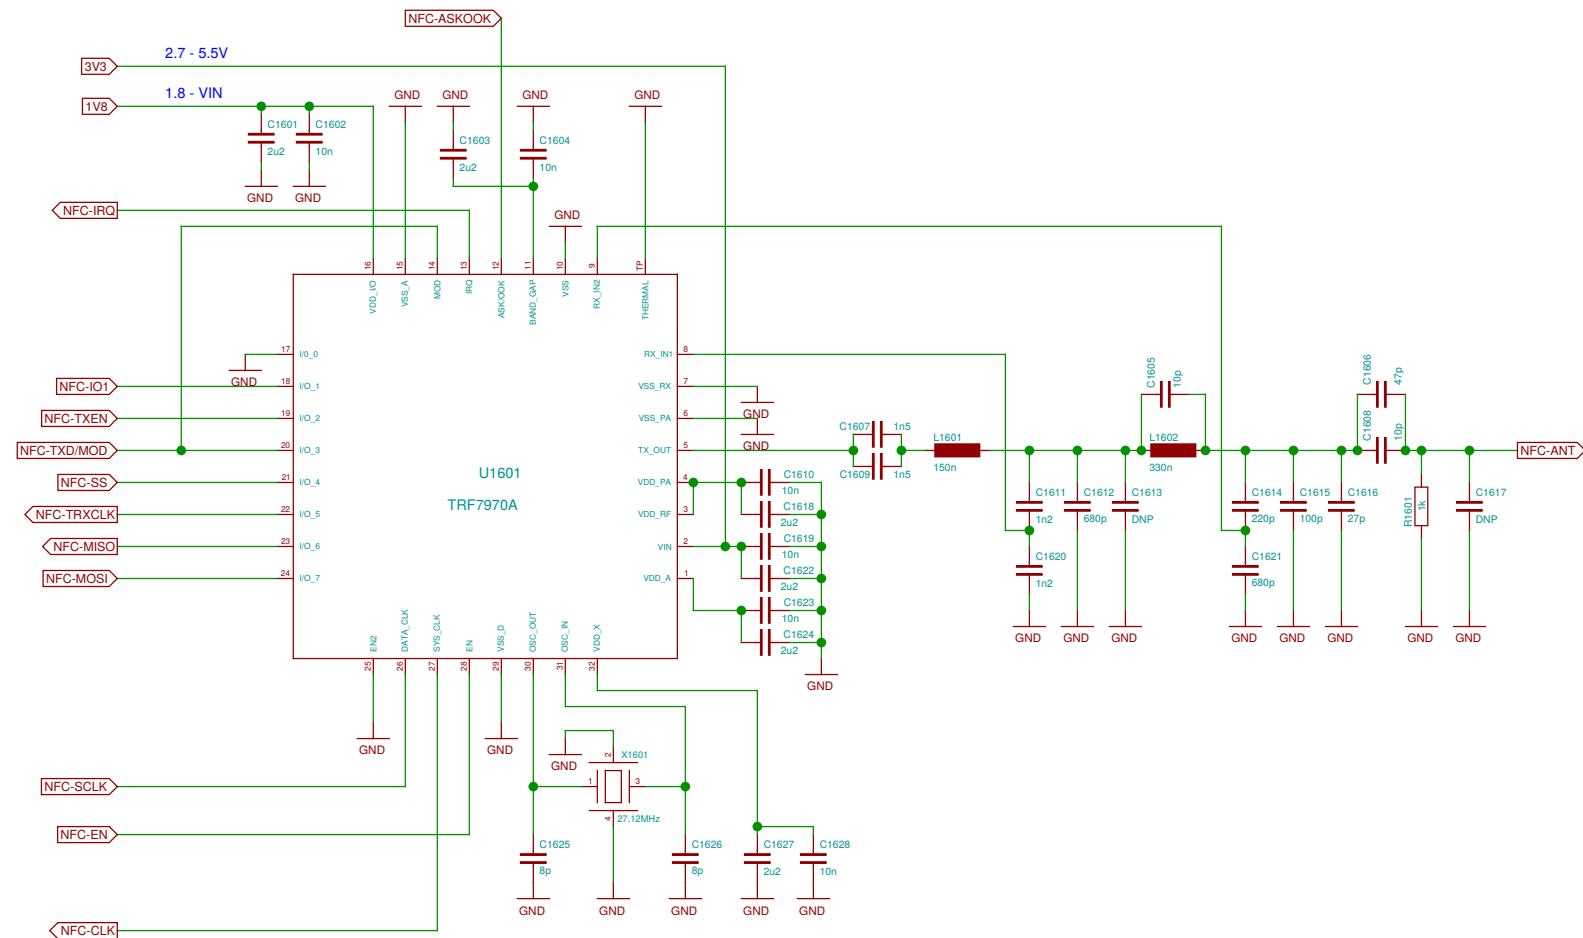 NFC-ASKOOK
2.7 - 5.5V
3V3
1.8 - VIN
1V8
GND GND GND GND
C1601 C1602 C1603 C1604
2u2 10n 2u2 10n
GND GND
NFC-IRQ
GND
16 15 14 13 12 11 10 9 TP
VDD_I/O VSS_A MOD IRQ ASK/OOK BAND_GAP VSS RX_IN2 THERMAL
17 I/0_0 RX_IN1 8
GND
NFC-IO1 18 I/O_1 VSS_RX 7
GND
NFC-TXEN 19 I/O_2 VSS_PA 6
GND
NFC-TXD/MOD 20 I/O_3 TX_OUT 5
NFC-SS 21 I/O_4 VDD_PA 4
NFC-TRXCLK 22 I/O_5 VDD_RF 3
NFC-MISO 23 I/O_6 VIN 2
NFC-MOSI 24 I/O_7 VDD_A 1
U1601
TRF7970A
C1605 10p
C1606 47p
C1607 1n5
C1609 1n5
L1601
150n
L1602
330n
C1608 10p
NFC-ANT
C1610
10n
C1618
2u2
C1619
10n
C1622
2u2
C1623
10n
C1624
2u2
GND
C1611 C1612 C1613 C1614 C1615 C1616 R1601 C1617
1n2 680p DNP 220p 100p 27p 1k DNP
C1620 C1621
1n2 680p
GND GND GND GND GND GND GND GND
EN2 DATA_CLK SYS_CLK EN VSS_D OSC_OUT OSC_IN VDD_X
25 26 27 28 29 30 31 32
GND GND GND
2 X1601
1 3
4 27.12MHz
NFC-SCLK
NFC-EN
C1625 C1626 C1627 C1628
8p 8p 2u2 10n
GND GND GND GND GND
NFC-CLK